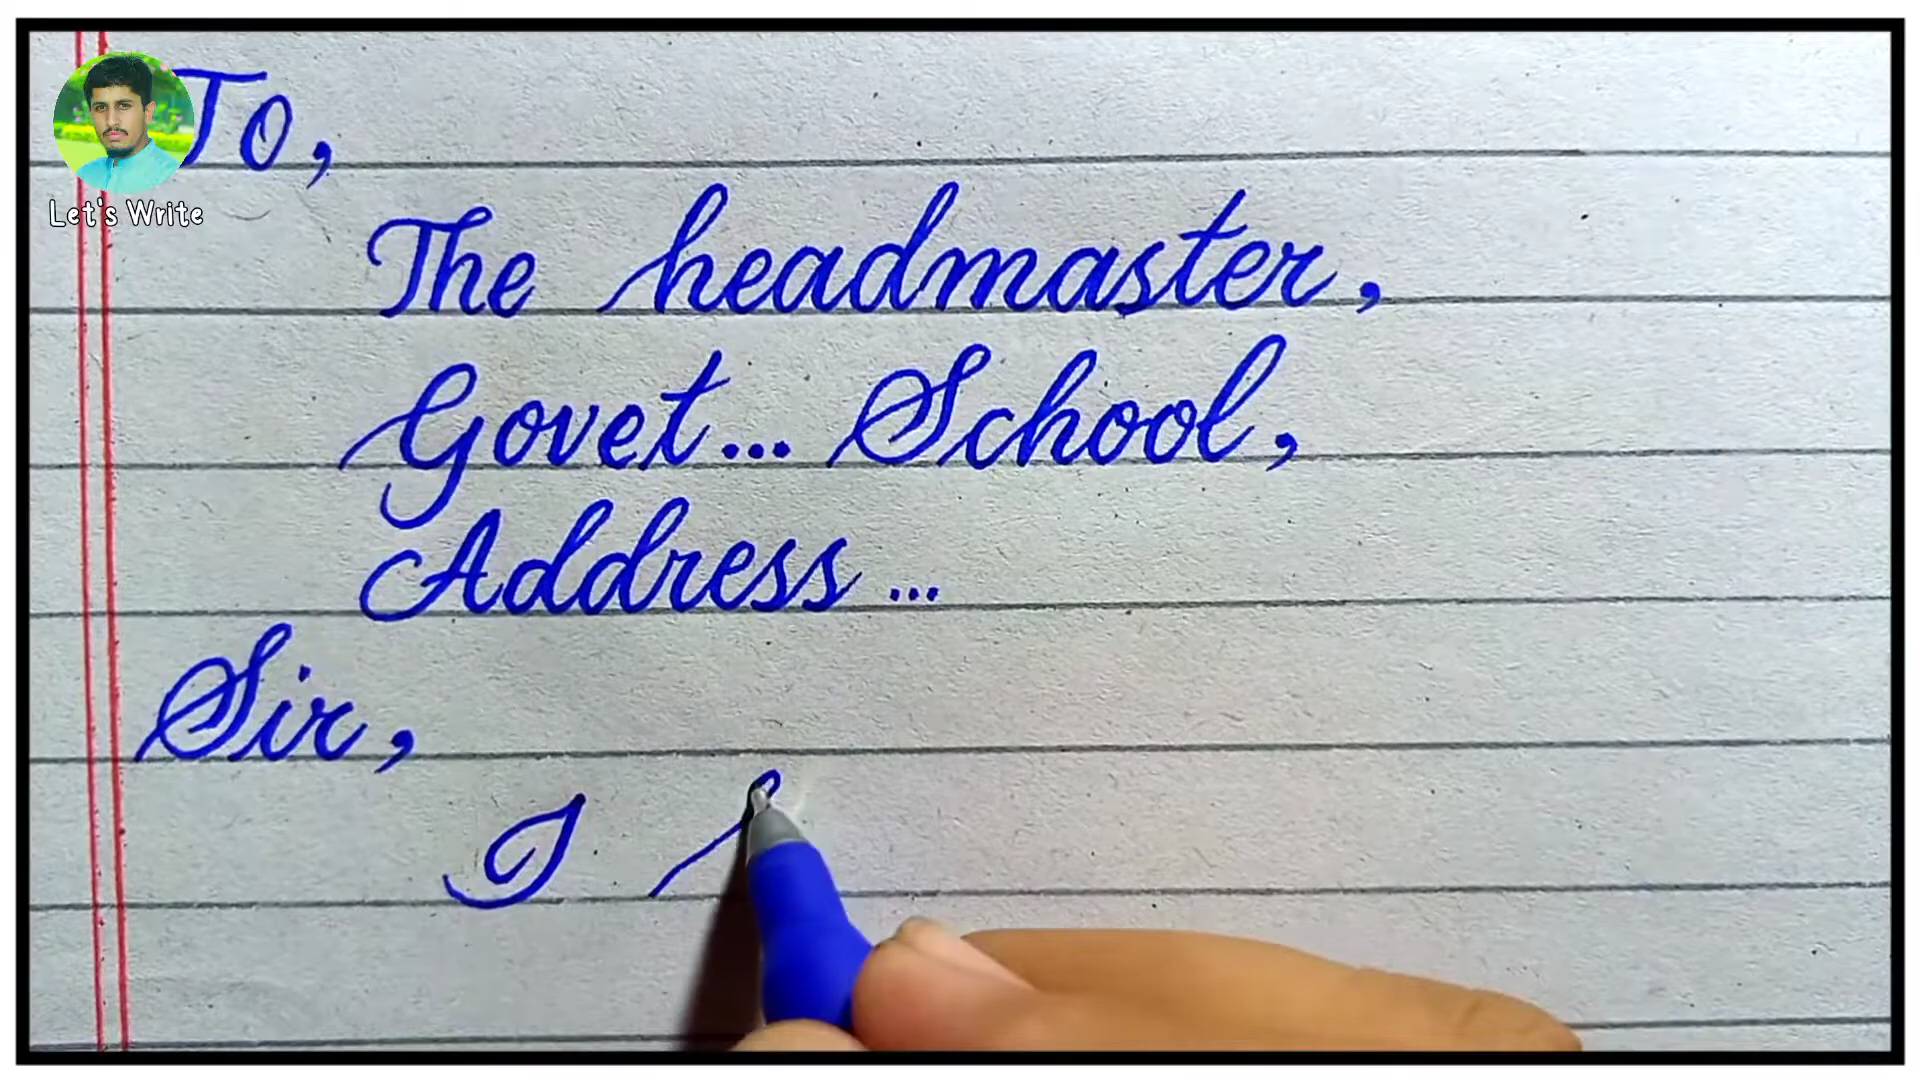 To,
Let's Write
The headmaster,
Govet... School,
Address...
Sir,
I